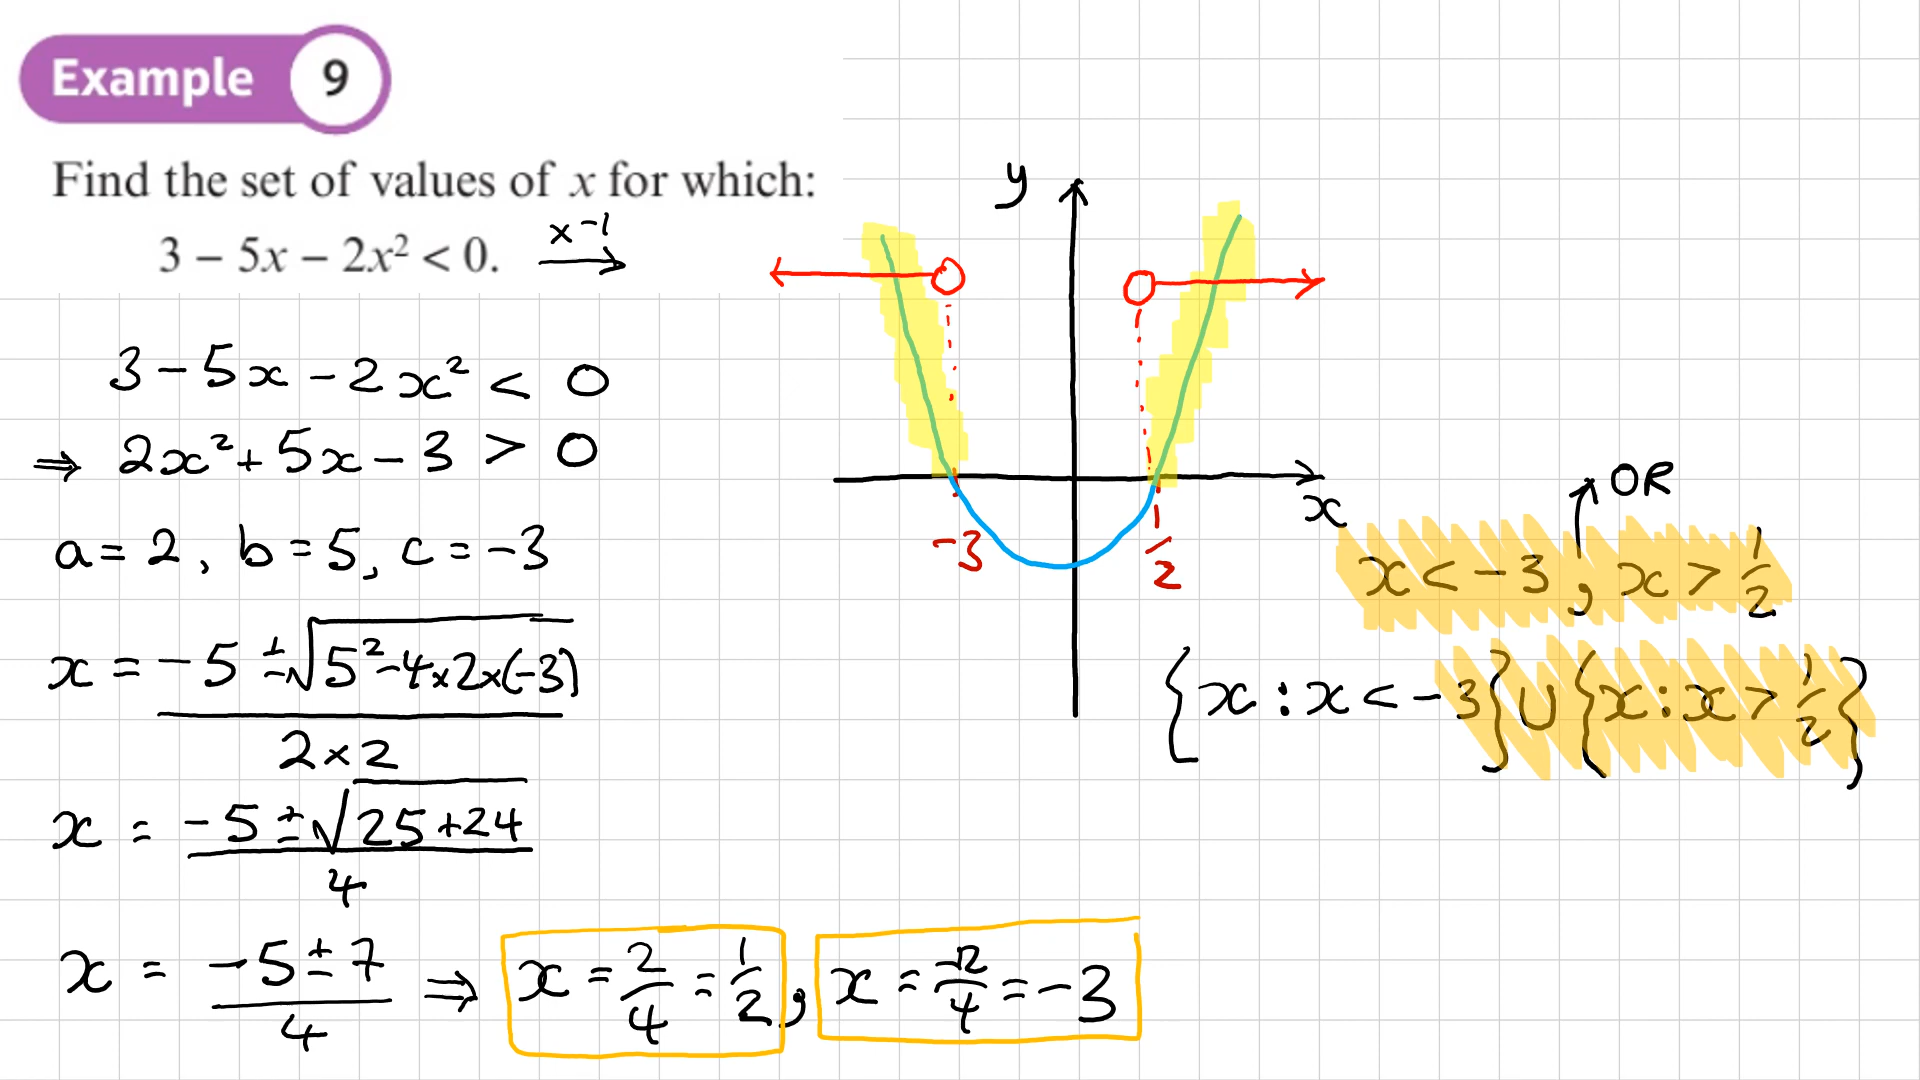 Example 9
Find the set of values of x for which:
3 − 5x − 2x² < 0. x −1
3 − 5x − 2x² < 0
⇒ 2x² + 5x − 3 > 0
a = 2, b = 5, c = −3
x = −5 ± √5² − 4×2×(−3)
2 × 2
x = −5 ± √25 + 24
4
x = −5 ± 7
4
⇒ x = 2/4 = 1/2, x = −12/4 = −3
y
x
−3
1/2
OR
x < −3, x > 1/2
{x : x < −3} ∪ {x : x > 1/2}